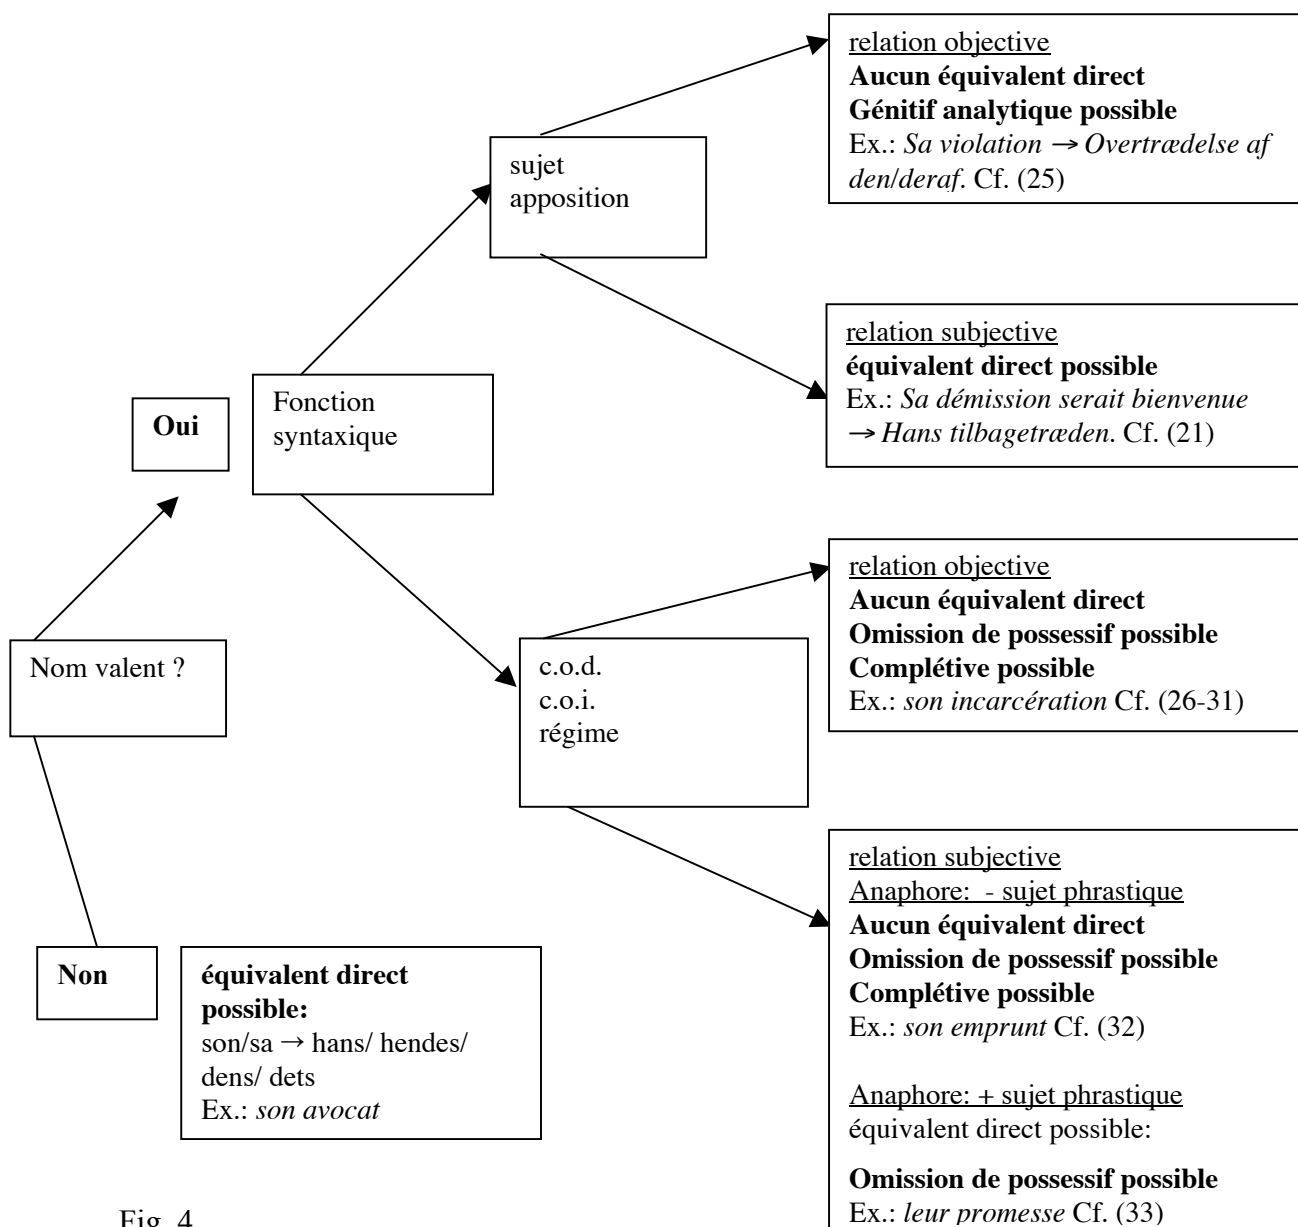 relation objective
Aucun équivalent direct
Génitif analytique possible
Ex.: Sa violation → Overtrædelse af
den/deraf. Cf. (25)
sujet
apposition
relation subjective
équivalent direct possible
Ex.: Sa démission serait bienvenue
→ Hans tilbagetræden. Cf. (21)
Oui
Fonction
syntaxique
relation objective
Aucun équivalent direct
Omission de possessif possible
Complétive possible
Ex.: son incarcération Cf. (26-31)
Nom valent ?
c.o.d.
c.o.i.
régime
relation subjective
Anaphore: - sujet phrastique
Aucun équivalent direct
Omission de possessif possible
Complétive possible
Ex.: son emprunt Cf. (32)
Anaphore: + sujet phrastique
équivalent direct possible:
Omission de possessif possible
Ex.: leur promesse Cf. (33)
Non
équivalent direct
possible:
son/sa → hans/ hendes/
dens/ dets
Ex.: son avocat
Fig. 4